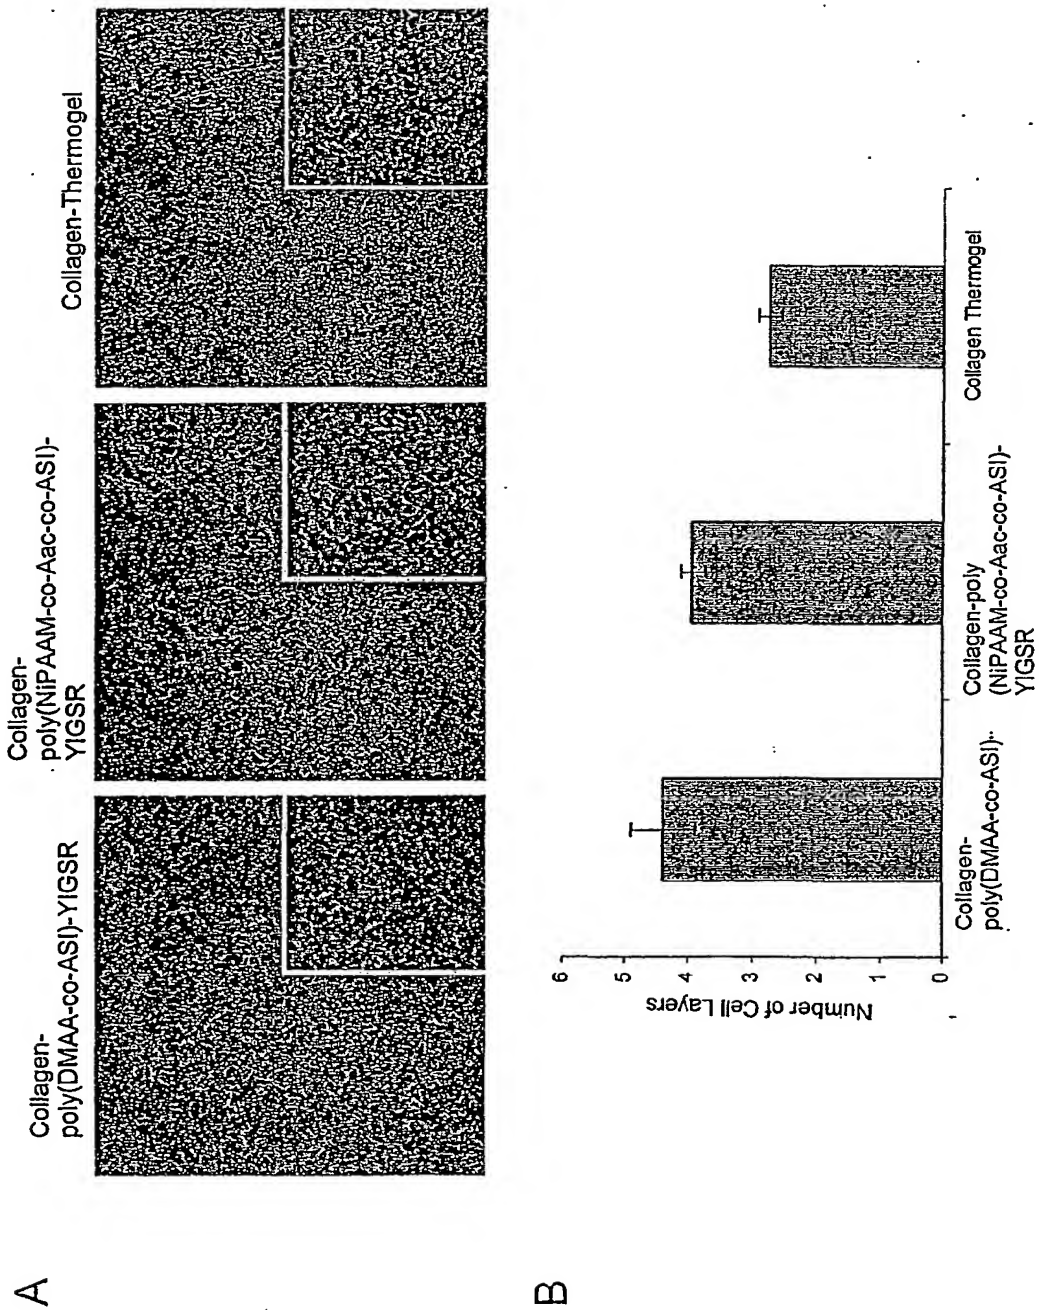 A
Collagen-
poly(DMAA-co-ASI)-YIGSR
Collagen-
poly(NiPAAM-co-Aac-co-ASI)-
YIGSR
Collagen-Thermogel
B
Number of Cell Layers
6
5
4
3
2
1
0
Collagen-
poly(DMAA-co-ASI)-
Collagen-poly
(NiPAAM-co-Aac-co-ASI)-
YIGSR
Collagen Thermogel